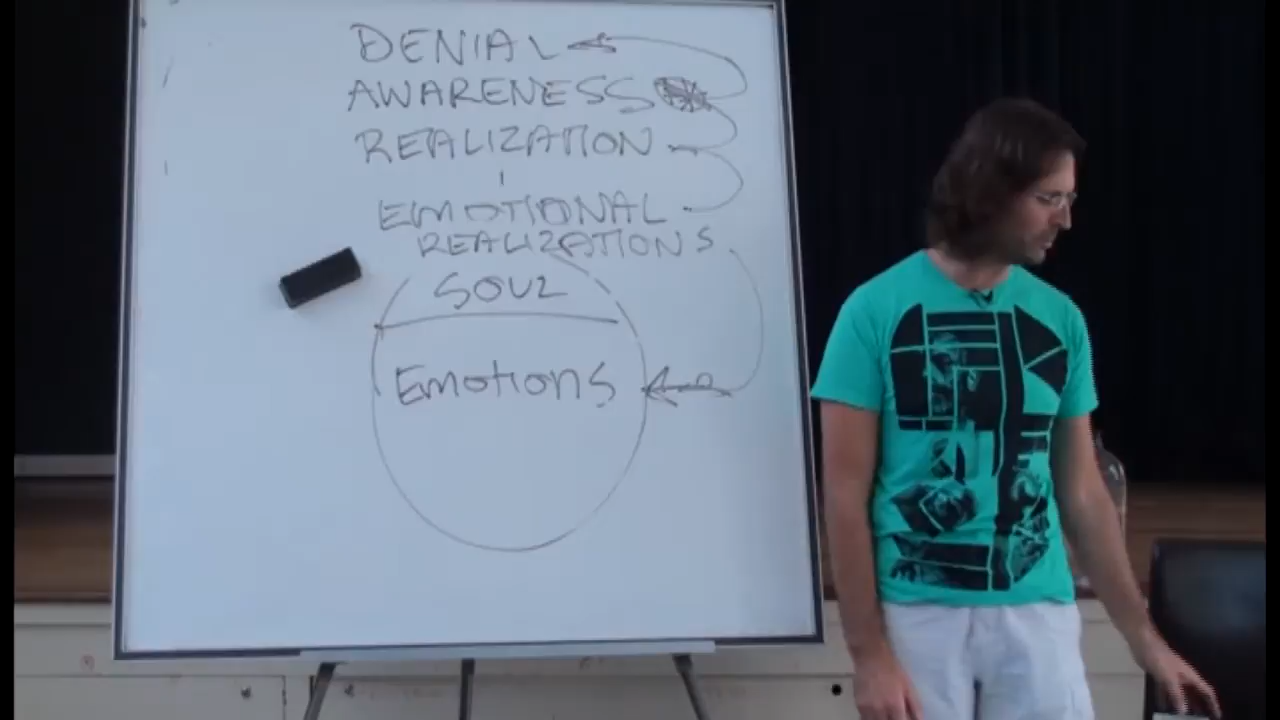 DENIAL
AWARENESS
REALIZATION
EMOTIONAL
REALIZATIONS
SOUL
Emotions